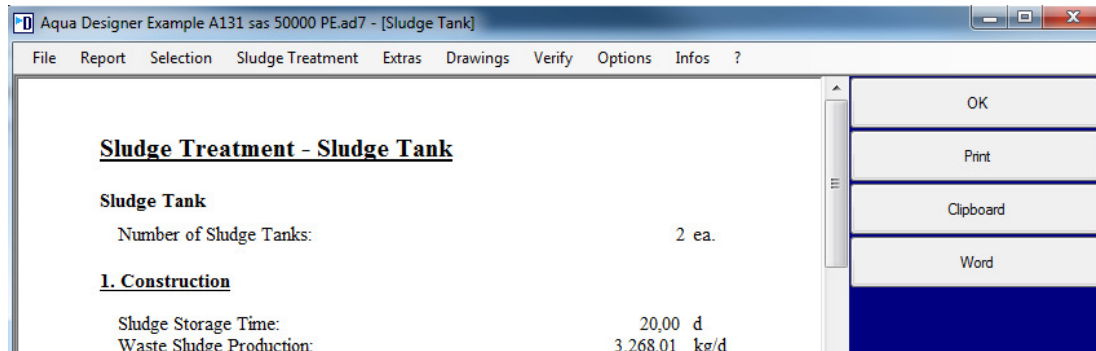 Aqua Designer Example A131 sas 50000 PE.ad7 - [Sludge Tank]
File Report Selection Sludge Treatment Extras Drawings Verify Options Infos ?
OK
Sludge Treatment - Sludge Tank
Print
Sludge Tank
Clipboard
Number of Sludge Tanks: 2 ea.
Word
1. Construction
Sludge Storage Time: 20,00 d
Waste Sludge Production: 3.268,01 kg/d